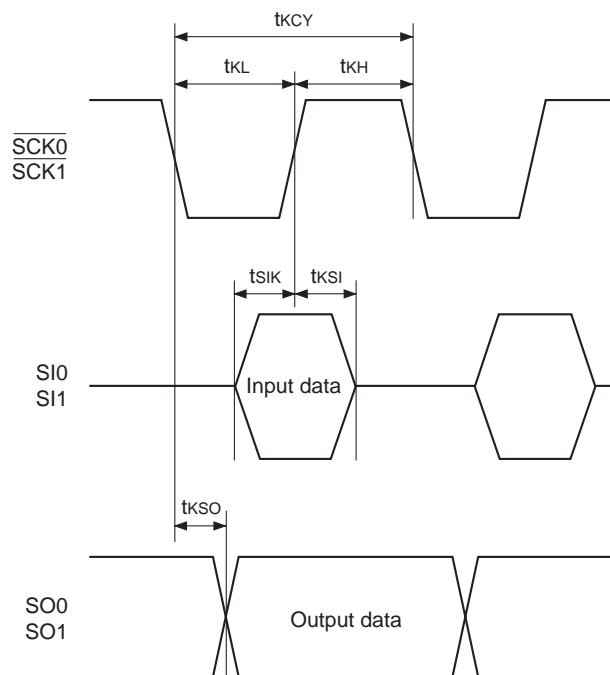 tKCY
tKL
tKH
SCK0
SCK1
tSIK
tKSI
SI0
SI1
Input data
tKSO
SO0
SO1
Output data